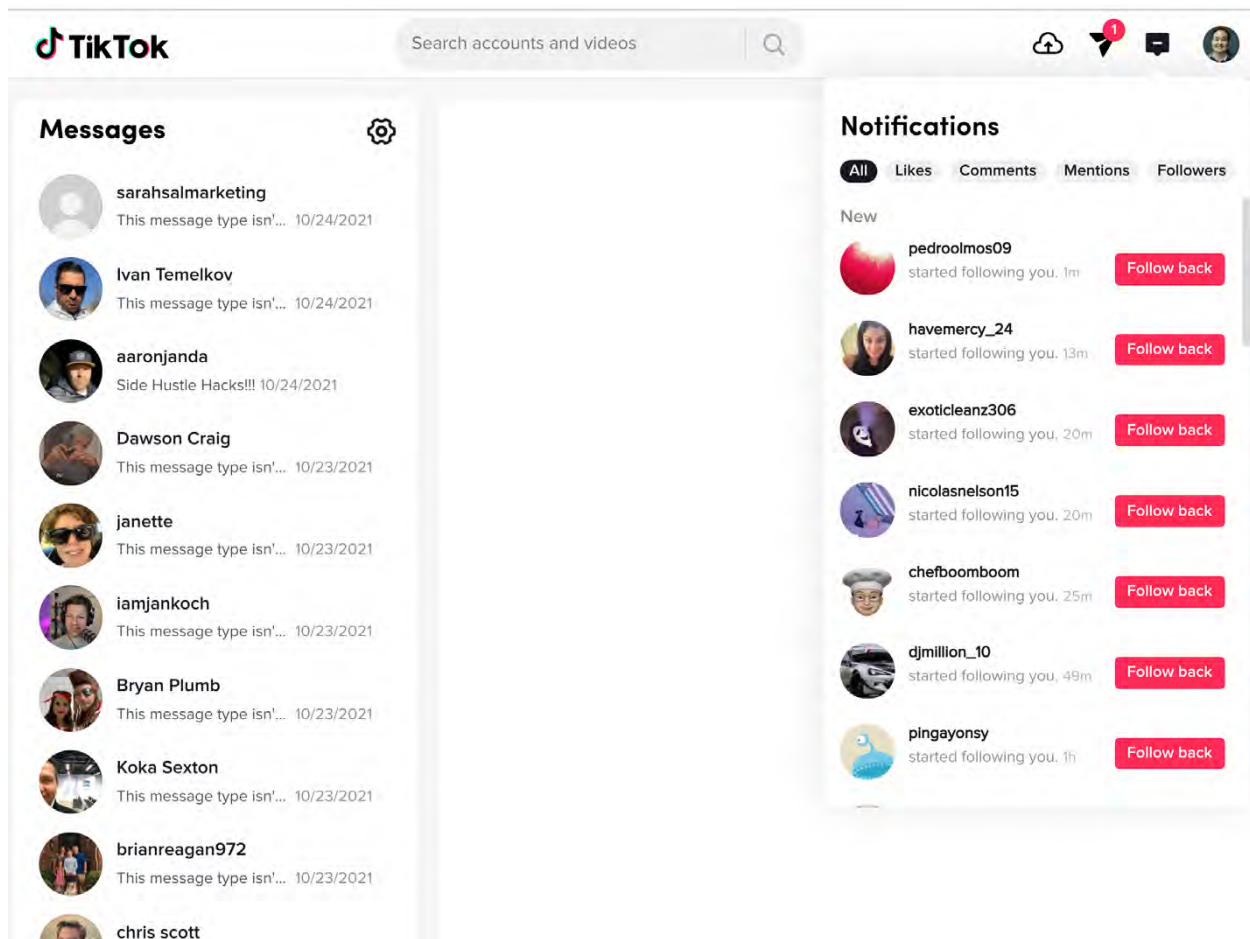 TikTok
Search accounts and videos
1
Messages
sarahsalmarketing
This message type isn'... 10/24/2021
Ivan Temelkov
This message type isn'... 10/24/2021
aaronjanda
Side Hustle Hacks!!! 10/24/2021
Dawson Craig
This message type isn'... 10/23/2021
janette
This message type isn'... 10/23/2021
iamjankoch
This message type isn'... 10/23/2021
Bryan Plumb
This message type isn'... 10/23/2021
Koka Sexton
This message type isn'... 10/23/2021
brianreagan972
This message type isn'... 10/23/2021
chris scott
Notifications
All Likes Comments Mentions Followers
New
pedroolmos09
started following you. 1m
Follow back
havemercy_24
started following you. 13m
Follow back
exoticleanz306
started following you. 20m
Follow back
nicolasnelson15
started following you. 20m
Follow back
chefboomboom
started following you. 25m
Follow back
djmillion_10
started following you. 49m
Follow back
pingayonsy
started following you. 1h
Follow back